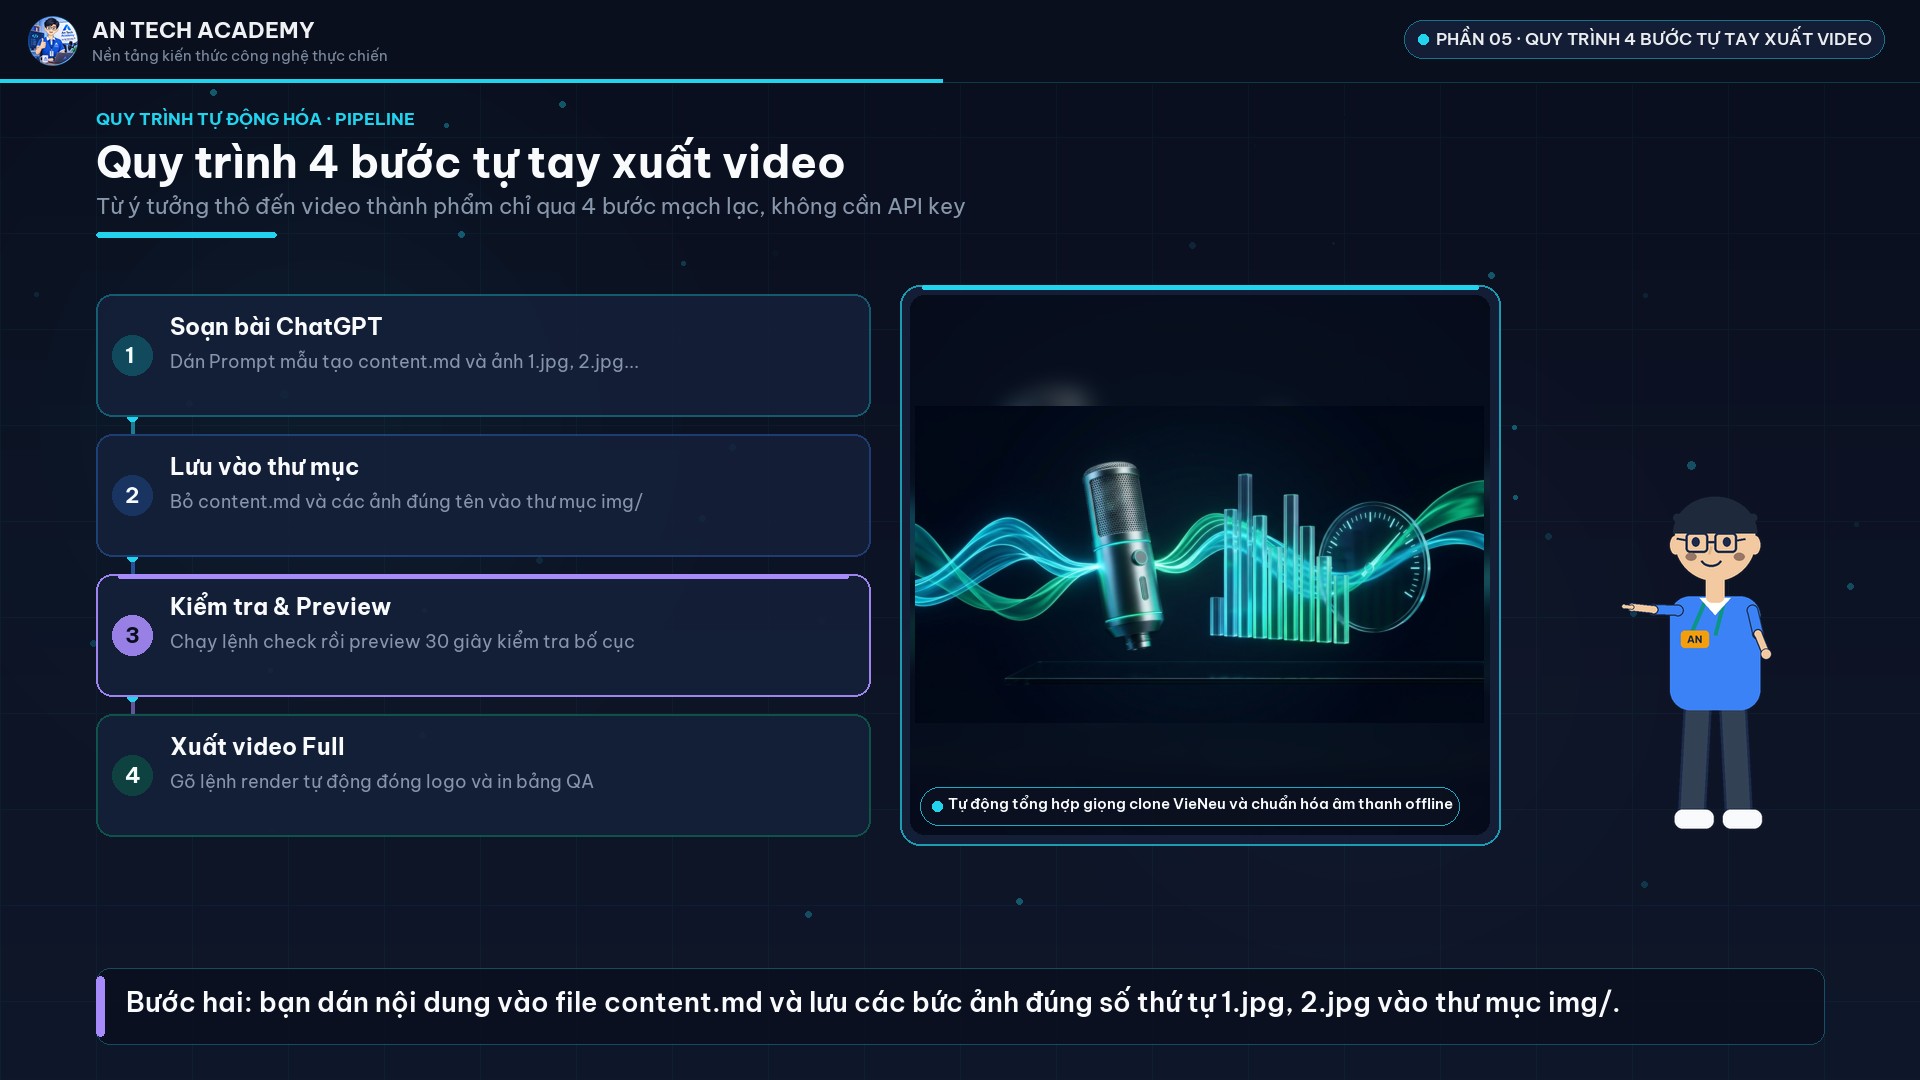 AN TECH ACADEMY
Nền tảng kiến thức công nghệ thực chiến
PHẦN 05 · QUY TRÌNH 4 BƯỚC TỰ TAY XUẤT VIDEO
QUY TRÌNH TỰ ĐỘNG HÓA · PIPELINE
Quy trình 4 bước tự tay xuất video
Từ ý tưởng thô đến video thành phẩm chỉ qua 4 bước mạch lạc, không cần API key
1
Soạn bài ChatGPT
Dán Prompt mẫu tạo content.md và ảnh 1.jpg, 2.jpg...
2
Lưu vào thư mục
Bỏ content.md và các ảnh đúng tên vào thư mục img/
3
Kiểm tra & Preview
Chạy lệnh check rồi preview 30 giây kiểm tra bố cục
4
Xuất video Full
Gõ lệnh render tự động đóng logo và in bảng QA
Tự động tổng hợp giọng clone VieNeu và chuẩn hóa âm thanh offline
AN
Bước hai: bạn dán nội dung vào file content.md và lưu các bức ảnh đúng số thứ tự 1.jpg, 2.jpg vào thư mục img/.